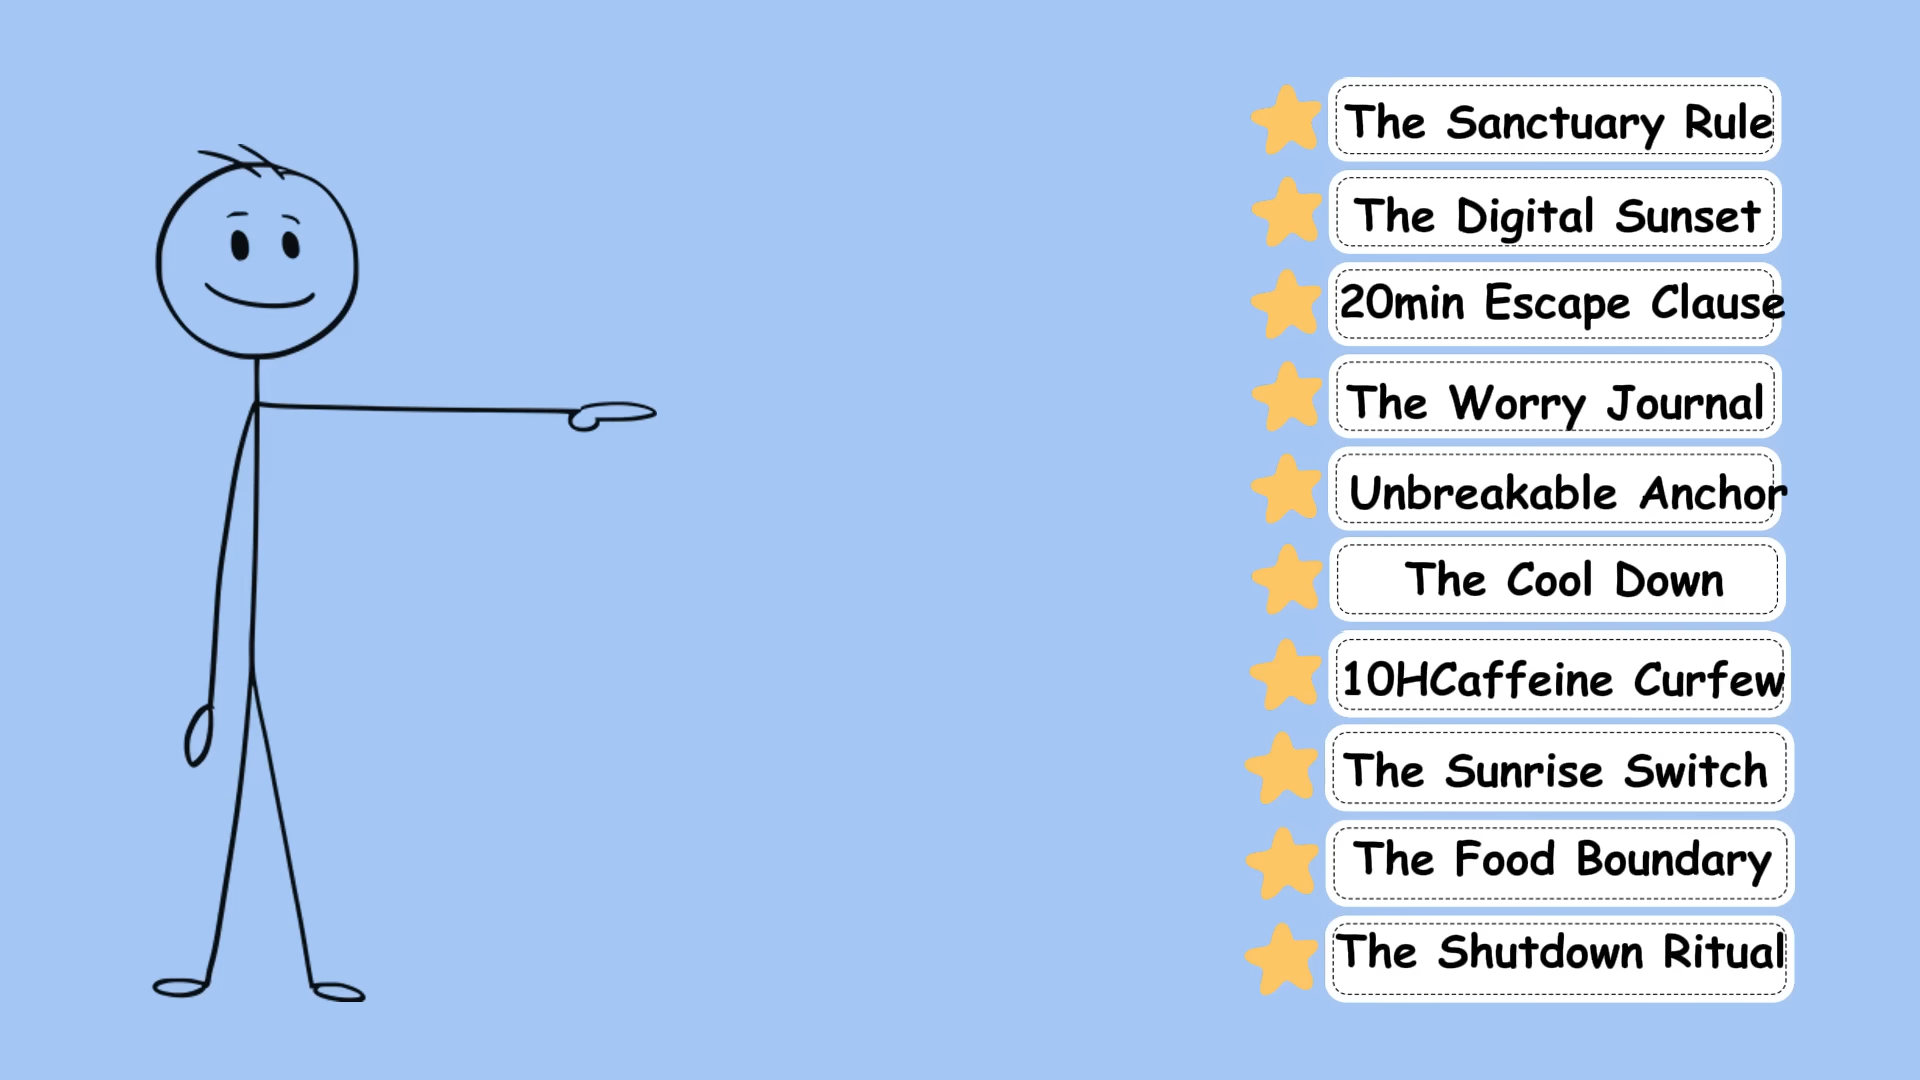 The Sanctuary Rule
The Digital Sunset
20min Escape Clause
The Worry Journal
Unbreakable Anchor
The Cool Down
10HCaffeine Curfew
The Sunrise Switch
The Food Boundary
The Shutdown Ritual